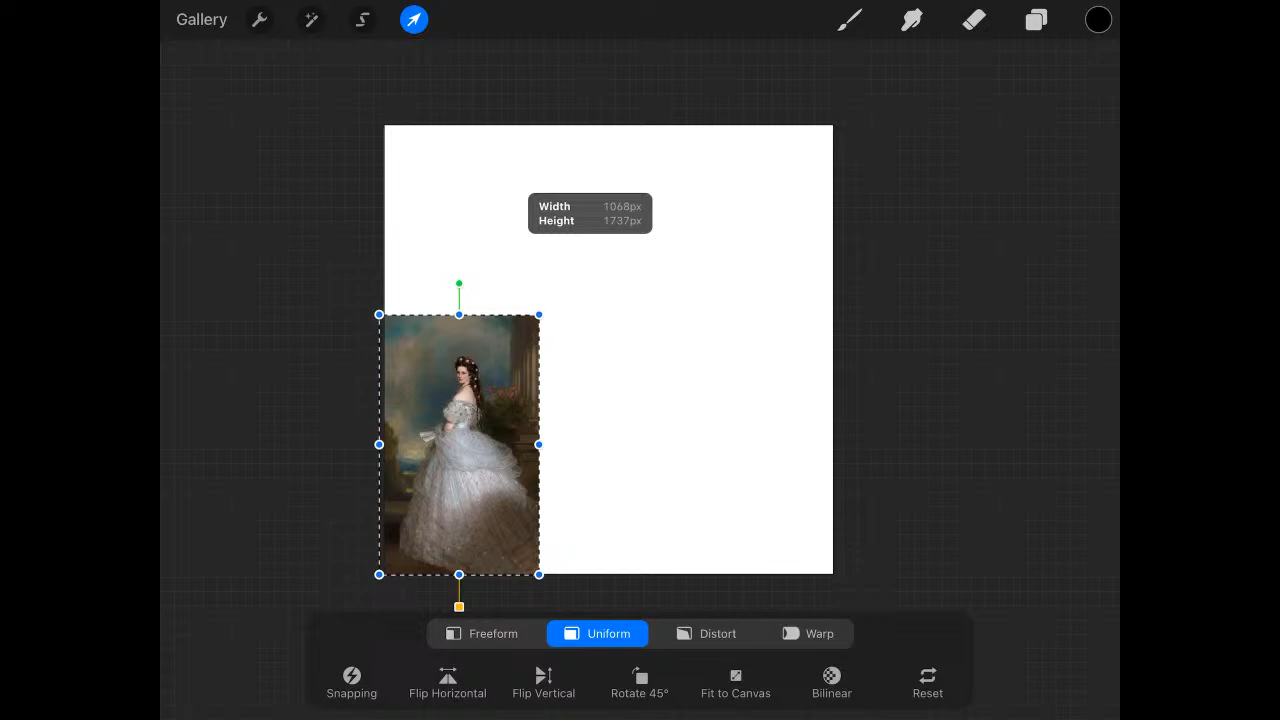 Gallery
Width 1068px
Height 1737px
Freeform Uniform Distort Warp
Snapping Flip Horizontal Flip Vertical Rotate 45° Fit to Canvas Bilinear Reset